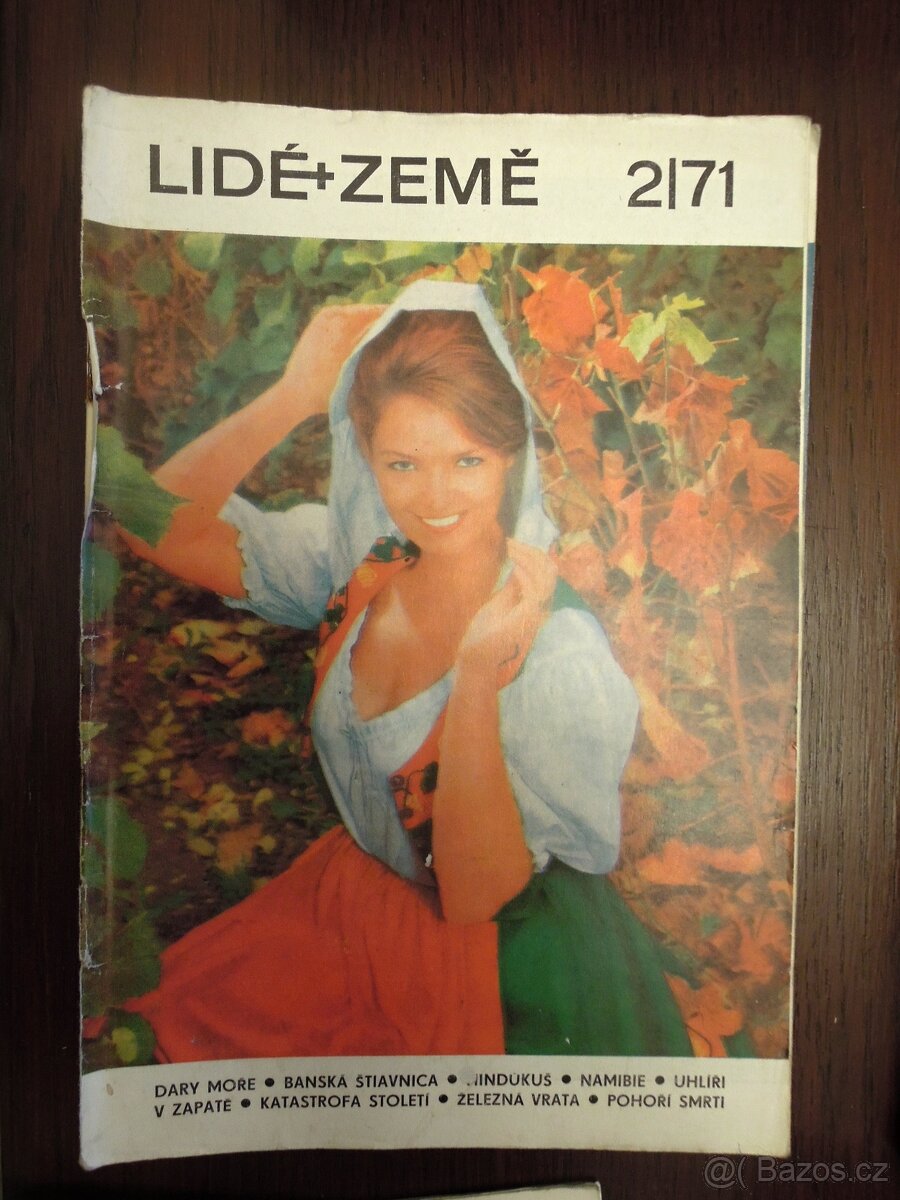 LIDÉ+ZEMĚ 2|71
DARY MOŘE • BANSKÁ ŠTIAVNICA • HINDÚKUŠ • NAMIBIE • UHLÍŘI
V ZAPATĚ • KATASTROFA STOLETÍ • ŽELEZNÁ VRATA • POHOŘÍ SMRTI
@( Bazos.cz